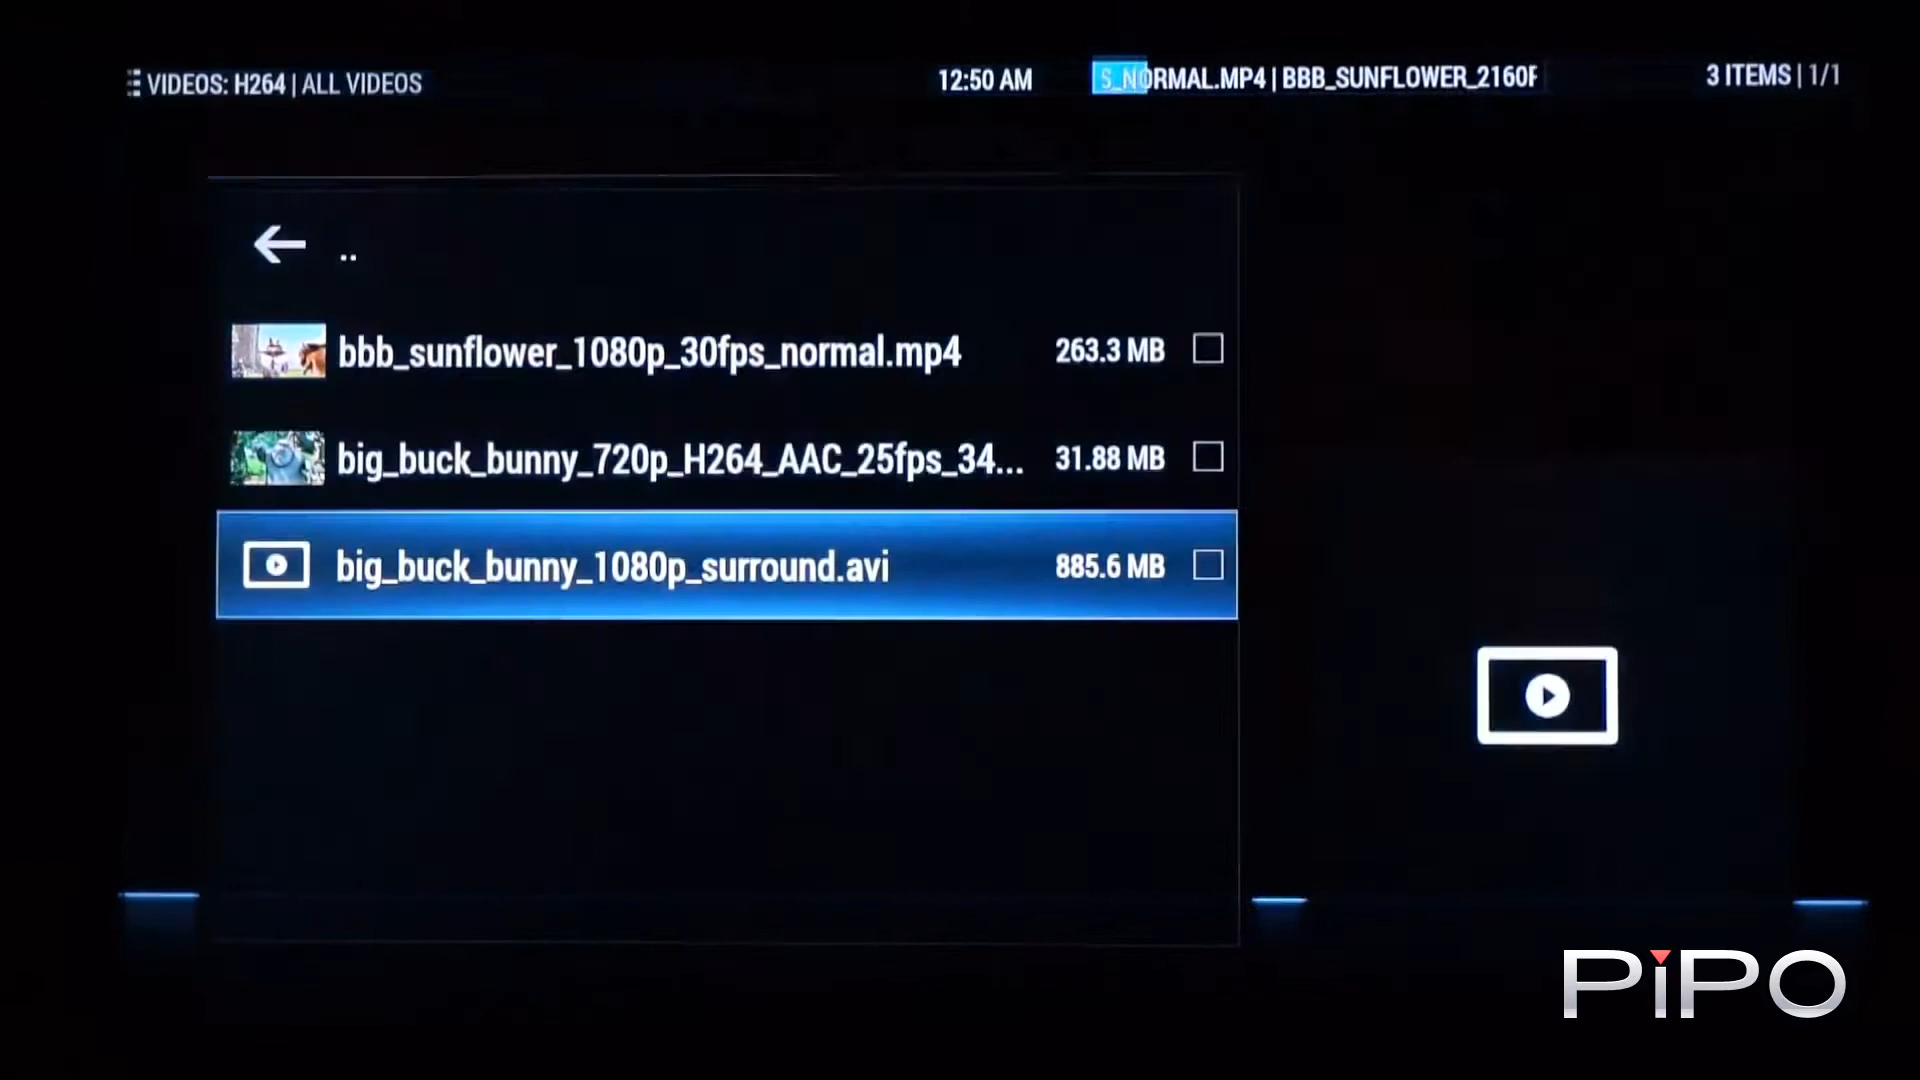 VIDEOS: H264 | ALL VIDEOS
12:50 AM
S_NORMAL.MP4 | BBB_SUNFLOWER_2160P
3 ITEMS | 1/1
..
bbb_sunflower_1080p_30fps_normal.mp4 263.3 MB
big_buck_bunny_720p_H264_AAC_25fps_34... 31.88 MB
big_buck_bunny_1080p_surround.avi 885.6 MB
PiPO